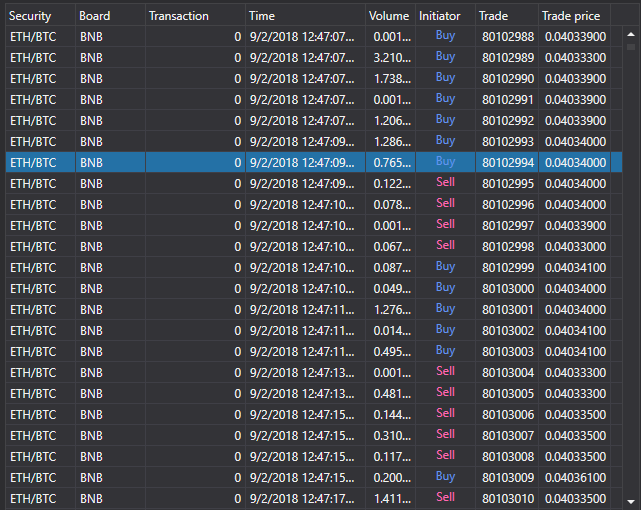 Security Board Transaction Time Volume Initiator Trade Trade price
ETH/BTC BNB 0 9/2/2018 12:47:07... 0.001... Buy 80102988 0.04033900
ETH/BTC BNB 0 9/2/2018 12:47:07... 3.210... Buy 80102989 0.04033300
ETH/BTC BNB 0 9/2/2018 12:47:07... 1.738... Buy 80102990 0.04033900
ETH/BTC BNB 0 9/2/2018 12:47:07... 0.001... Buy 80102991 0.04033900
ETH/BTC BNB 0 9/2/2018 12:47:07... 1.206... Buy 80102992 0.04033900
ETH/BTC BNB 0 9/2/2018 12:47:09... 1.286... Buy 80102993 0.04034000
ETH/BTC BNB 0 9/2/2018 12:47:09... 0.765... Buy 80102994 0.04034000
ETH/BTC BNB 0 9/2/2018 12:47:09... 0.122... Sell 80102995 0.04034000
ETH/BTC BNB 0 9/2/2018 12:47:10... 0.078... Sell 80102996 0.04034000
ETH/BTC BNB 0 9/2/2018 12:47:10... 0.001... Sell 80102997 0.04033900
ETH/BTC BNB 0 9/2/2018 12:47:10... 0.067... Sell 80102998 0.04033000
ETH/BTC BNB 0 9/2/2018 12:47:10... 0.087... Buy 80102999 0.04034100
ETH/BTC BNB 0 9/2/2018 12:47:10... 0.049... Buy 80103000 0.04034000
ETH/BTC BNB 0 9/2/2018 12:47:11... 1.276... Buy 80103001 0.04034000
ETH/BTC BNB 0 9/2/2018 12:47:11... 0.014... Buy 80103002 0.04034100
ETH/BTC BNB 0 9/2/2018 12:47:11... 0.495... Buy 80103003 0.04034100
ETH/BTC BNB 0 9/2/2018 12:47:13... 0.001... Sell 80103004 0.04033300
ETH/BTC BNB 0 9/2/2018 12:47:13... 0.481... Sell 80103005 0.04033300
ETH/BTC BNB 0 9/2/2018 12:47:15... 0.144... Sell 80103006 0.04033500
ETH/BTC BNB 0 9/2/2018 12:47:15... 0.310... Sell 80103007 0.04033500
ETH/BTC BNB 0 9/2/2018 12:47:15... 0.117... Sell 80103008 0.04033500
ETH/BTC BNB 0 9/2/2018 12:47:15... 0.200... Buy 80103009 0.04036100
ETH/BTC BNB 0 9/2/2018 12:47:17... 1.411... Sell 80103010 0.04033500